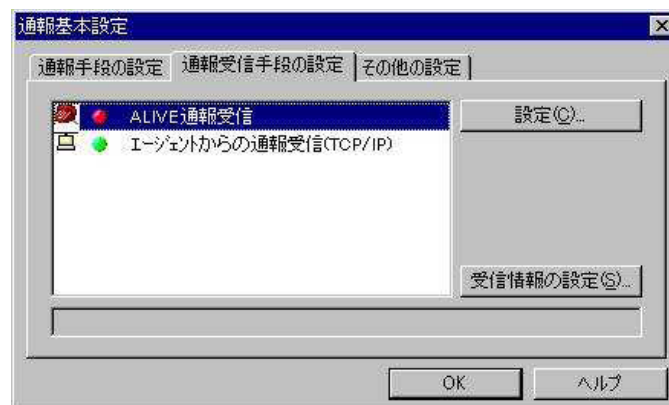 通報基本設定
通報手段の設定 通報受信手段の設定 その他の設定
ALIVE通報受信 設定(C)...
エージェントからの通報受信(TCP/IP)
受信情報の設定(S)...
OK ヘルプ